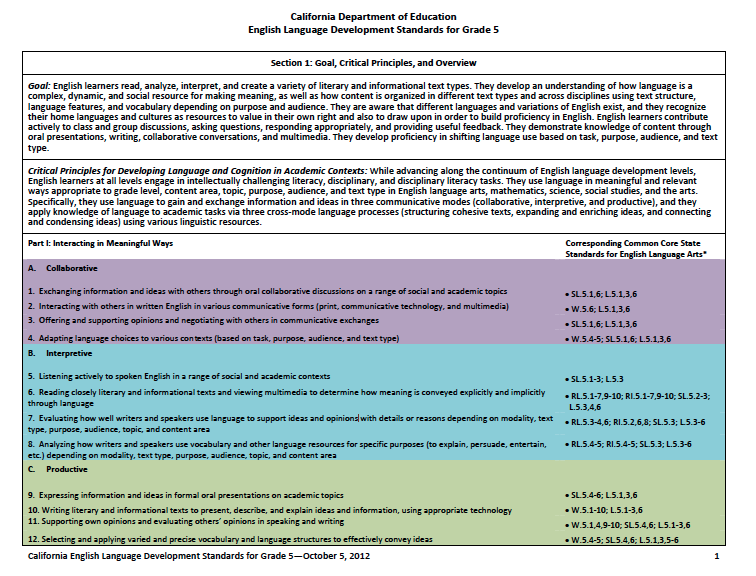 California Department of Education
English Language Development Standards for Grade 5
Section 1: Goal, Critical Principles, and Overview
Goal: English learners read, analyze, interpret, and create a variety of literary and informational text types. They develop an understanding of how language is a
complex, dynamic, and social resource for making meaning, as well as how content is organized in different text types and across disciplines using text structure,
language features, and vocabulary depending on purpose and audience. They are aware that different languages and variations of English exist, and they recognize
their home languages and cultures as resources to value in their own right and also to draw upon in order to build proficiency in English. English learners contribute
actively to class and group discussions, asking questions, responding appropriately, and providing useful feedback. They demonstrate knowledge of content through
oral presentations, writing, collaborative conversations, and multimedia. They develop proficiency in shifting language use based on task, purpose, audience, and text
type.
Critical Principles for Developing Language and Cognition in Academic Contexts: While advancing along the continuum of English language development levels,
English learners at all levels engage in intellectually challenging literacy, disciplinary, and disciplinary literacy tasks. They use language in meaningful and relevant
ways appropriate to grade level, content area, topic, purpose, audience, and text type in English language arts, mathematics, science, social studies, and the arts.
Specifically, they use language to gain and exchange information and ideas in three communicative modes (collaborative, interpretive, and productive), and they
apply knowledge of language to academic tasks via three cross-mode language processes (structuring cohesive texts, expanding and enriching ideas, and connecting
and condensing ideas) using various linguistic resources.
Part I: Interacting in Meaningful Ways
Corresponding Common Core State
Standards for English Language Arts*
A. Collaborative
1. Exchanging information and ideas with others through oral collaborative discussions on a range of social and academic topics
• SL.5.1,6; L.5.1,3,6
2. Interacting with others in written English in various communicative forms (print, communicative technology, and multimedia)
• W.5.6; L.5.1,3,6
3. Offering and supporting opinions and negotiating with others in communicative exchanges
• SL.5.1,6; L.5.1,3,6
4. Adapting language choices to various contexts (based on task, purpose, audience, and text type)
• W.5.4-5; SL.5.1,6; L.5.1,3,6
B. Interpretive
5. Listening actively to spoken English in a range of social and academic contexts
• SL.5.1-3; L.5.3
6. Reading closely literary and informational texts and viewing multimedia to determine how meaning is conveyed explicitly and implicitly
through language
• RL.5.1-7,9-10; RI.5.1-7,9-10; SL.5.2-3;
L.5.3,4,6
7. Evaluating how well writers and speakers use language to support ideas and opinions with details or reasons depending on modality, text
type, purpose, audience, topic, and content area
• RL.5.3-4,6; RI.5.2,6,8; SL.5.3; L.5.3-6
8. Analyzing how writers and speakers use vocabulary and other language resources for specific purposes (to explain, persuade, entertain,
etc.) depending on modality, text type, purpose, audience, topic, and content area
• RL.5.4-5; RI.5.4-5; SL.5.3; L.5.3-6
C. Productive
9. Expressing information and ideas in formal oral presentations on academic topics
• SL.5.4-6; L.5.1,3,6
10. Writing literary and informational texts to present, describe, and explain ideas and information, using appropriate technology
• W.5.1-10; L.5.1-3,6
11. Supporting own opinions and evaluating others' opinions in speaking and writing
• W.5.1,4,9-10; SL.5.4,6; L.5.1-3,6
12. Selecting and applying varied and precise vocabulary and language structures to effectively convey ideas
• W.5.4-5; SL.5.4,6; L.5.1,3,5-6
California English Language Development Standards for Grade 5—October 5, 2012
1